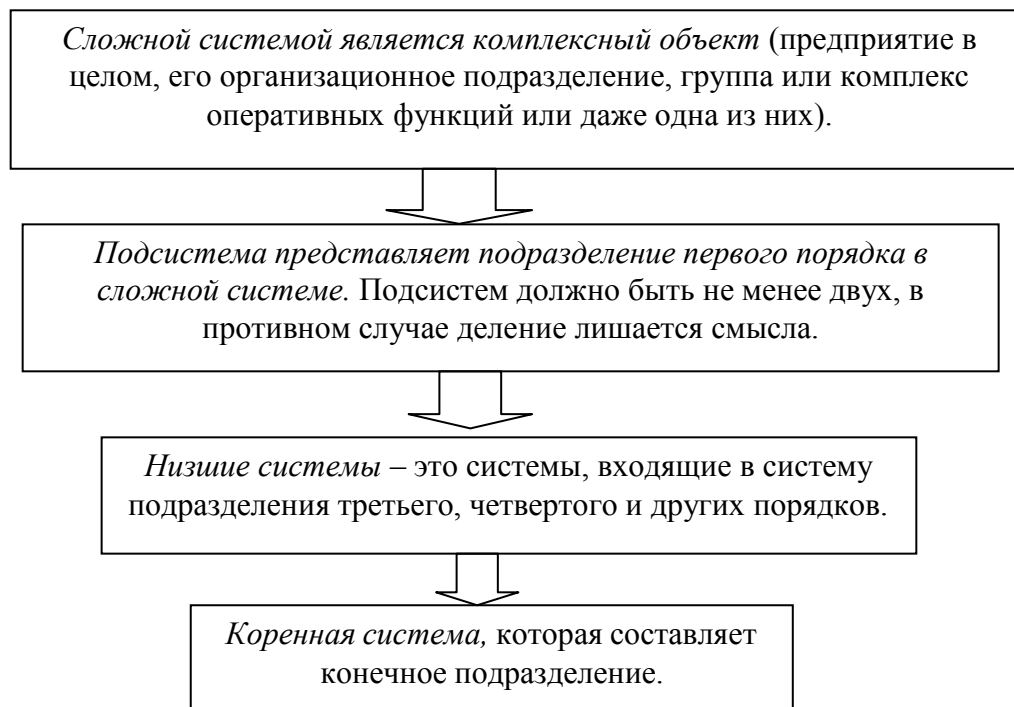 Сложной системой является комплексный объект (предприятие в
целом, его организационное подразделение, группа или комплекс
оперативных функций или даже одна из них).
Подсистема представляет подразделение первого порядка в
сложной системе. Подсистем должно быть не менее двух, в
противном случае деление лишается смысла.
Низшие системы – это системы, входящие в систему
подразделения третьего, четвертого и других порядков.
Коренная система, которая составляет
конечное подразделение.